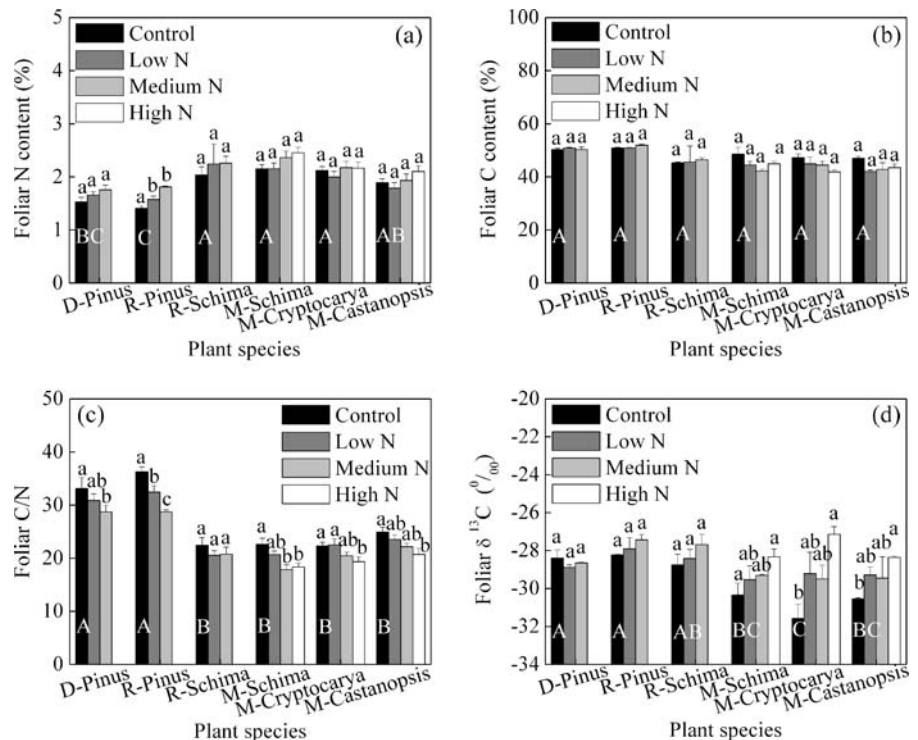 5
4
3
2
1
0
Foliar N content (%)
Control
Low N
Medium N
High N
(a)
a a a
a b b
a a a
a a a a
a a a a
a a a a
BC C A A A AB
D-Pinus
R-Pinus
R-Schima
M-Schima
M-Cryptocarya
M-Castanopsis
Plant species
100
80
60
40
20
0
Foliar C content (%)
Control
Low N
Medium N
High N
(b)
a a a
a a a
a a a
a a a a
a a a a
a a a a
A A A A A A
D-Pinus
R-Pinus
R-Schima
M-Schima
M-Cryptocarya
M-Castanopsis
Plant species
50
40
30
20
10
0
Foliar C/N
(c)
Control
Low N
Medium N
High N
a ab b
a b c
a a a
a ab b b
a a ab b
a ab ab b
A A B B B B
D-Pinus
R-Pinus
R-Schima
M-Schima
M-Cryptocarya
M-Castanopsis
Plant species
-20
-22
-24
-26
-28
-30
-32
-34
Foliar δ 13C (0/00)
Control
Low N
Medium N
High N
(d)
a a a
a a a
a a a
a ab ab a
b ab ab a
b ab ab a
A A AB BC C BC
D-Pinus
R-Pinus
R-Schima
M-Schima
M-Cryptocarya
M-Castanopsis
Plant species